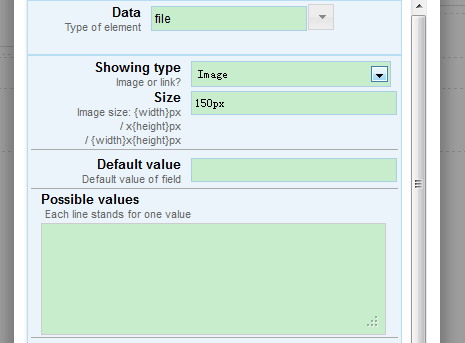 Data
Type of element
file
Showing type
Image or link?
Image
Size
Image size: {width}px
/ x{height}px
/ {width}x{height}px
150px
Default value
Default value of field
Possible values
Each line stands for one value